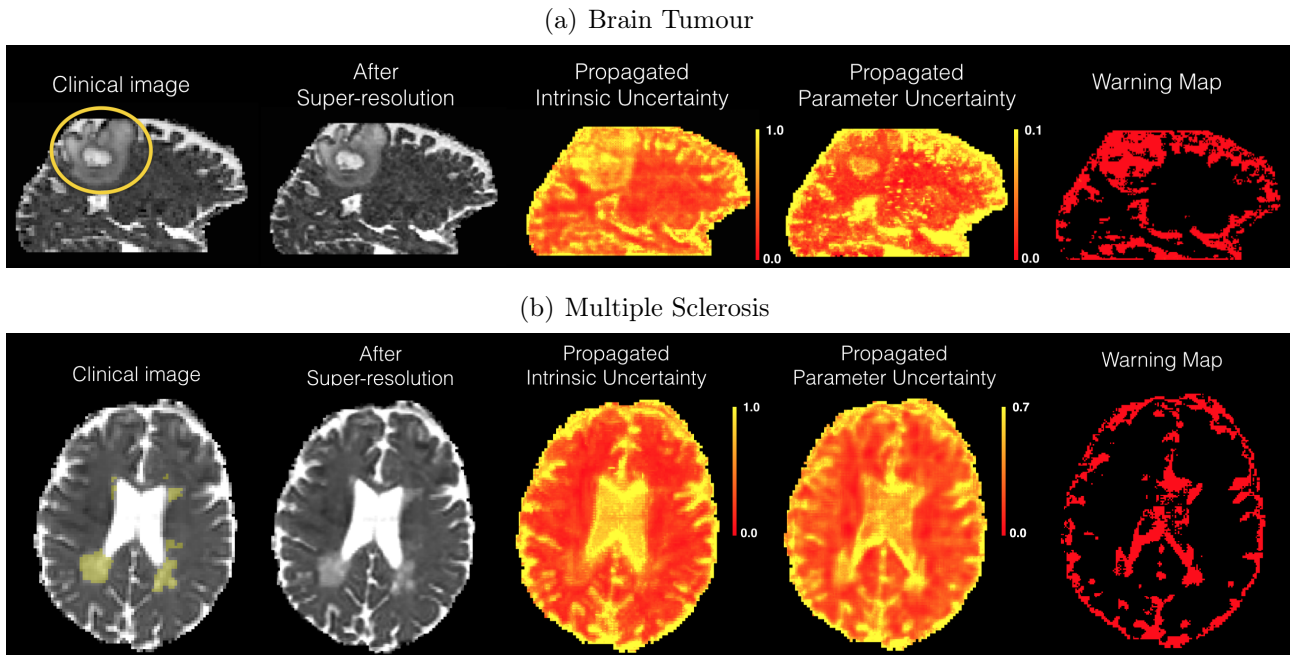 (a) Brain Tumour
Clinical image
After
Super-resolution
Propagated
Intrinsic Uncertainty
Propagated
Parameter Uncertainty
Warning Map
1.0
0.0
0.1
0.0
(b) Multiple Sclerosis
Clinical image
After
Super-resolution
Propagated
Intrinsic Uncertainty
Propagated
Parameter Uncertainty
Warning Map
1.0
0.0
0.7
0.0